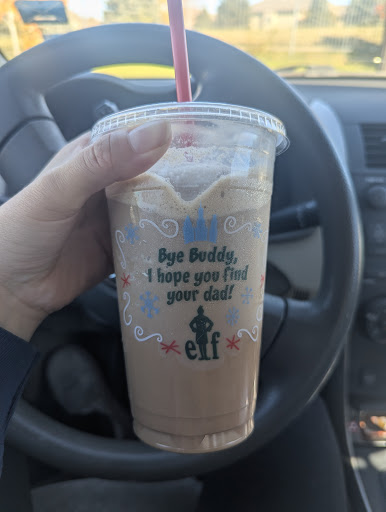 Bye Buddy,
I hope you find
your dad!
elf